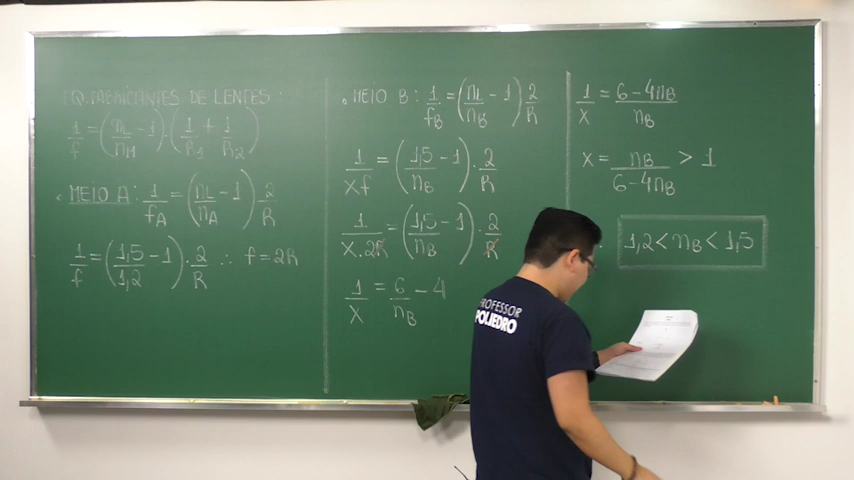 EQ. FABRICANTES DE LENTES:
1/f = (nL/nM - 1).(1/R1 + 1/R2)
• MEIO A: 1/fA = (nL/nA - 1) 2/R
1/f = (1,5/1,2 - 1).2/R ∴ f = 2R
• MEIO B: 1/fB = (nL/nB - 1) 2/R
1/xf = (1,5/nB - 1).2/R
1/x.2R = (1,5/nB - 1).2/R
1/x = 6/nB - 4
1/x = 6-4nB/nB
x = nB/6-4nB > 1
1,2 < nB < 1,5
PROFESSOR
POLIEDRO